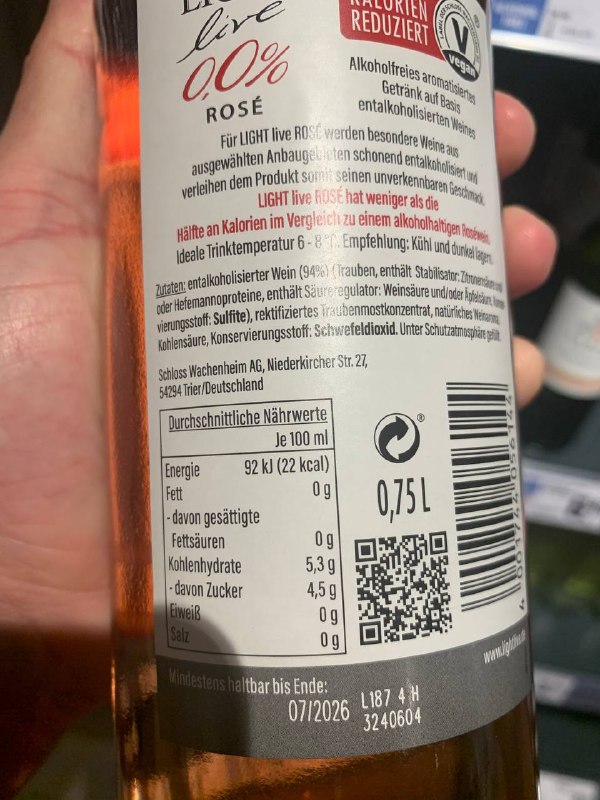 live
0,0%
ROSÉ
KALORIEN
REDUZIERT
V
vegan
Alkoholfreies aromatisiertes
Getränk auf Basis
entalkoholisierten Weines
Für LIGHT live ROSÉ werden besondere Weine aus
ausgewählten Anbaugebieten schonend entalkoholisiert und
verleihen dem Produkt somit seinen unverkennbaren Geschmack.
LIGHT live ROSÉ hat weniger als die
Hälfte an Kalorien im Vergleich zu einem alkoholhaltigen Roséwein.
Ideale Trinktemperatur 6 - 8 °C. Empfehlung: Kühl und dunkel lagern.
Zutaten: entalkoholisierter Wein (94%) (Trauben, enthält Stabilisator: Zitronensäure und
oder Hefemannoproteine, enthält Säureregulator: Weinsäure und/oder Äpfelsäure,
vierungsstoff: Sulfite), rektifiziertes Traubenmostkonzentrat, natürliches Weinaroma,
Kohlensäure, Konservierungsstoff: Schwefeldioxid. Unter Schutzatmosphäre gefüllt.
Schloss Wachenheim AG, Niederkircher Str. 27,
54294 Trier/Deutschland
Durchschnittliche Nährwerte
Je 100 ml
Energie 92 kJ (22 kcal)
Fett 0 g
- davon gesättigte
Fettsäuren 0 g
Kohlenhydrate 5,3 g
- davon Zucker 4,5 g
Eiweiß 0 g
Salz 0 g
®
0,75 L
4 001744 056144
www.lightlive.de
Mindestens haltbar bis Ende:
07/2026 L187 4 H
3240604